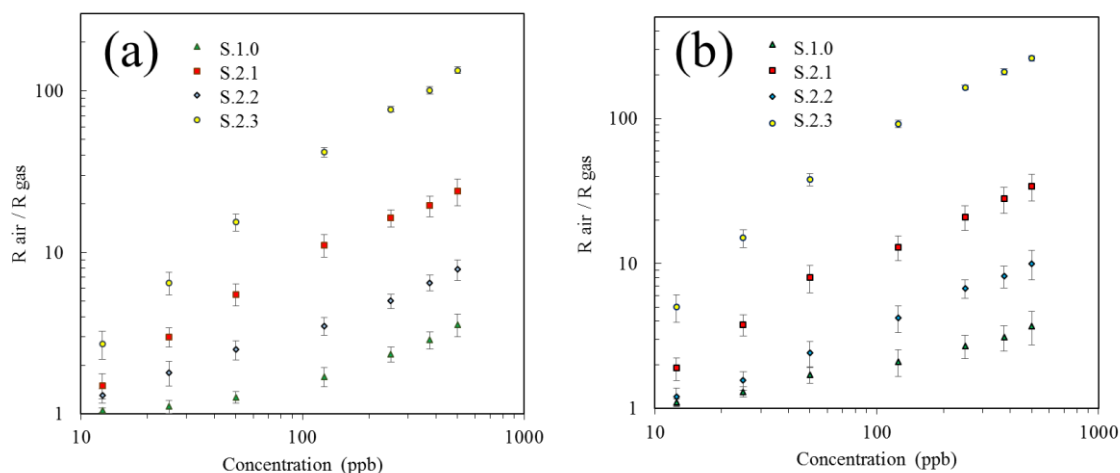 (a)
S.1.0
S.2.1
S.2.2
S.2.3
100
10
1
R air / R gas
10
100
1000
Concentration (ppb)
(b)
S.1.0
S.2.1
S.2.2
S.2.3
100
10
1
R air / R gas
10
100
1000
Concentration (ppb)